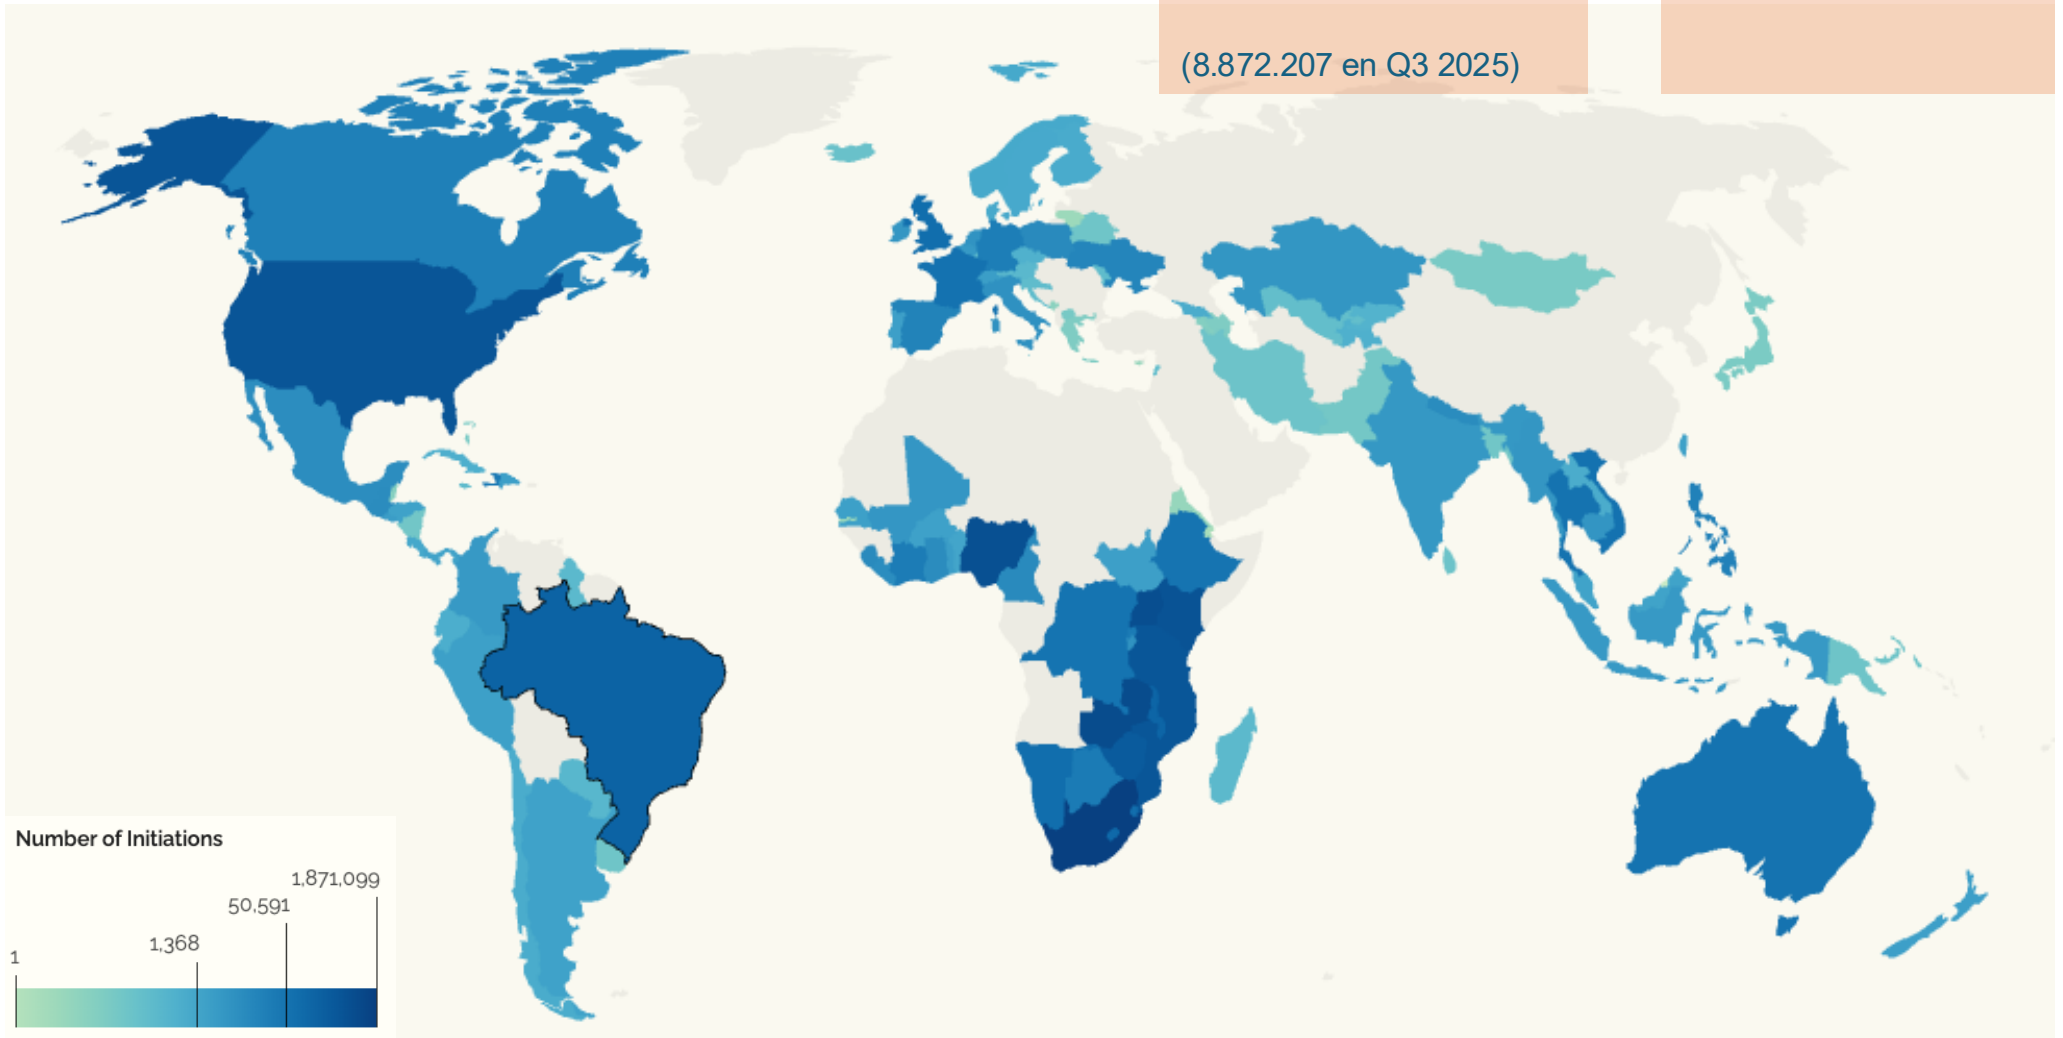 (8.872.207 en Q3 2025)
Number of Initiations
1,871,099
50,591
1,368
1